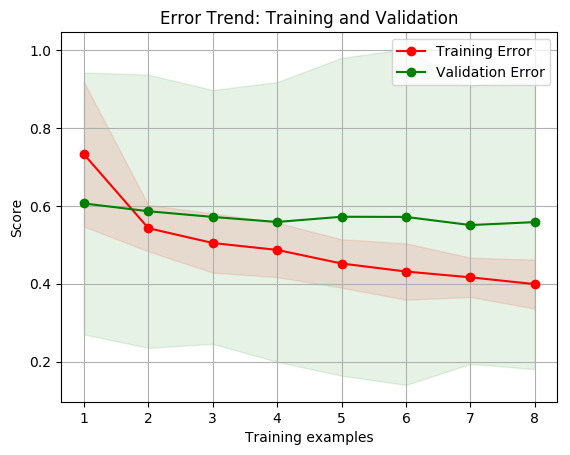 Error Trend: Training and Validation
Training Error
Validation Error
1.0
0.8
0.6
0.4
0.2
Score
1 2 3 4 5 6 7 8
Training examples